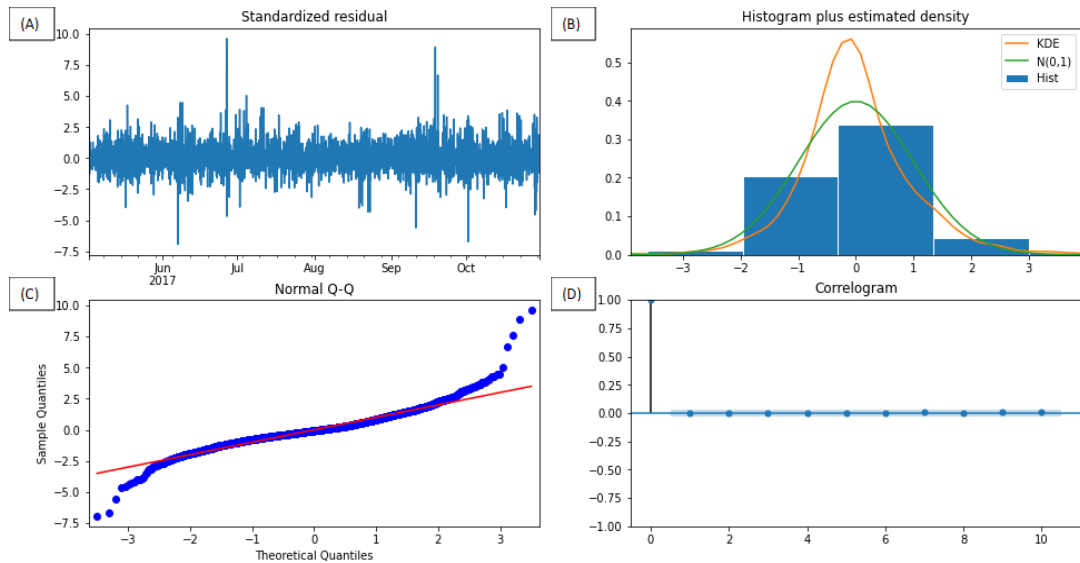 (A)
Standardized residual
10.0
7.5
5.0
2.5
0.0
−2.5
−5.0
−7.5
Jun
2017
Jul
Aug
Sep
Oct
(B)
Histogram plus estimated density
KDE
N(0,1)
Hist
0.5
0.4
0.3
0.2
0.1
0.0
−3 −2 −1 0 1 2 3
(C)
Normal Q-Q
10.0
7.5
5.0
2.5
0.0
−2.5
−5.0
−7.5
Sample Quantiles
−3 −2 −1 0 1 2 3
Theoretical Quantiles
(D)
Correlogram
1.00
0.75
0.50
0.25
0.00
−0.25
−0.50
−0.75
−1.00
0 2 4 6 8 10